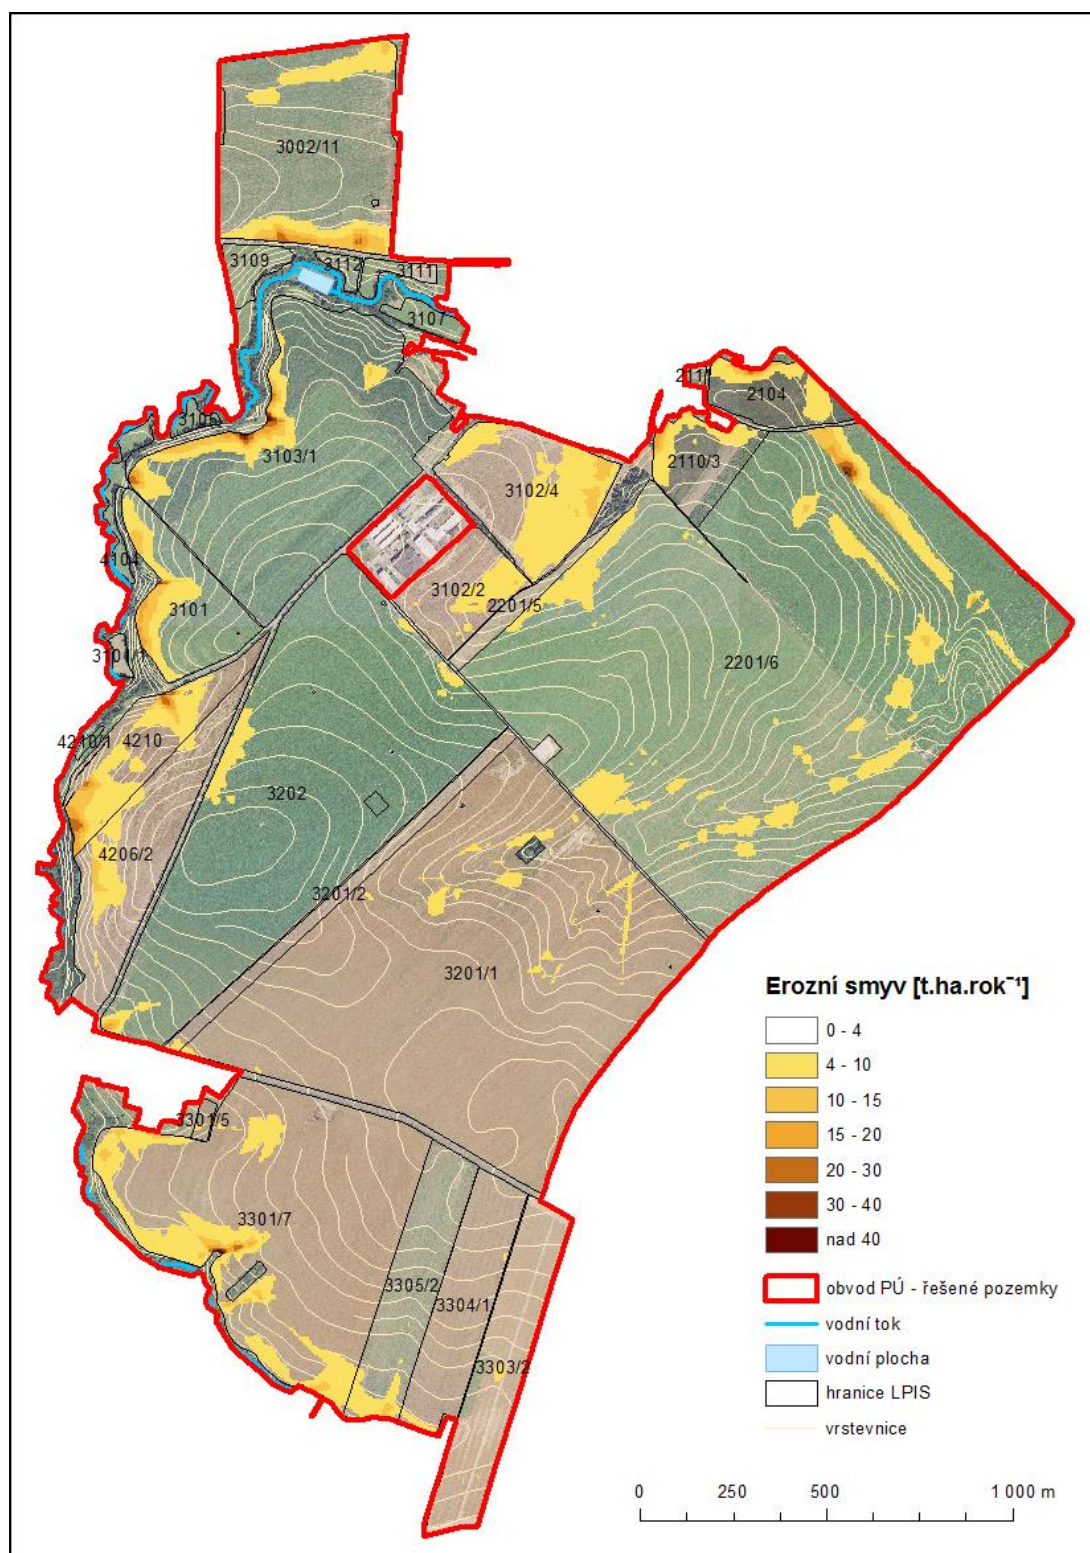 3002/11
3109
3112
3111
3107
2111
2104
3106
3103/1
2110/3
3102/4
4104
3101
3102/2
2201/5
3101/1
2201/6
4210/1
4210
3202
4206/2
3201/2
3201/1
Erozní smyv [t.ha.rok⁻¹]
0 - 4
4 - 10
10 - 15
15 - 20
20 - 30
30 - 40
nad 40
obvod PÚ - řešené pozemky
vodní tok
vodní plocha
hranice LPIS
vrstevnice
3301/5
3301/7
3305/2
3304/1
3303/2
0 250 500 1 000 m